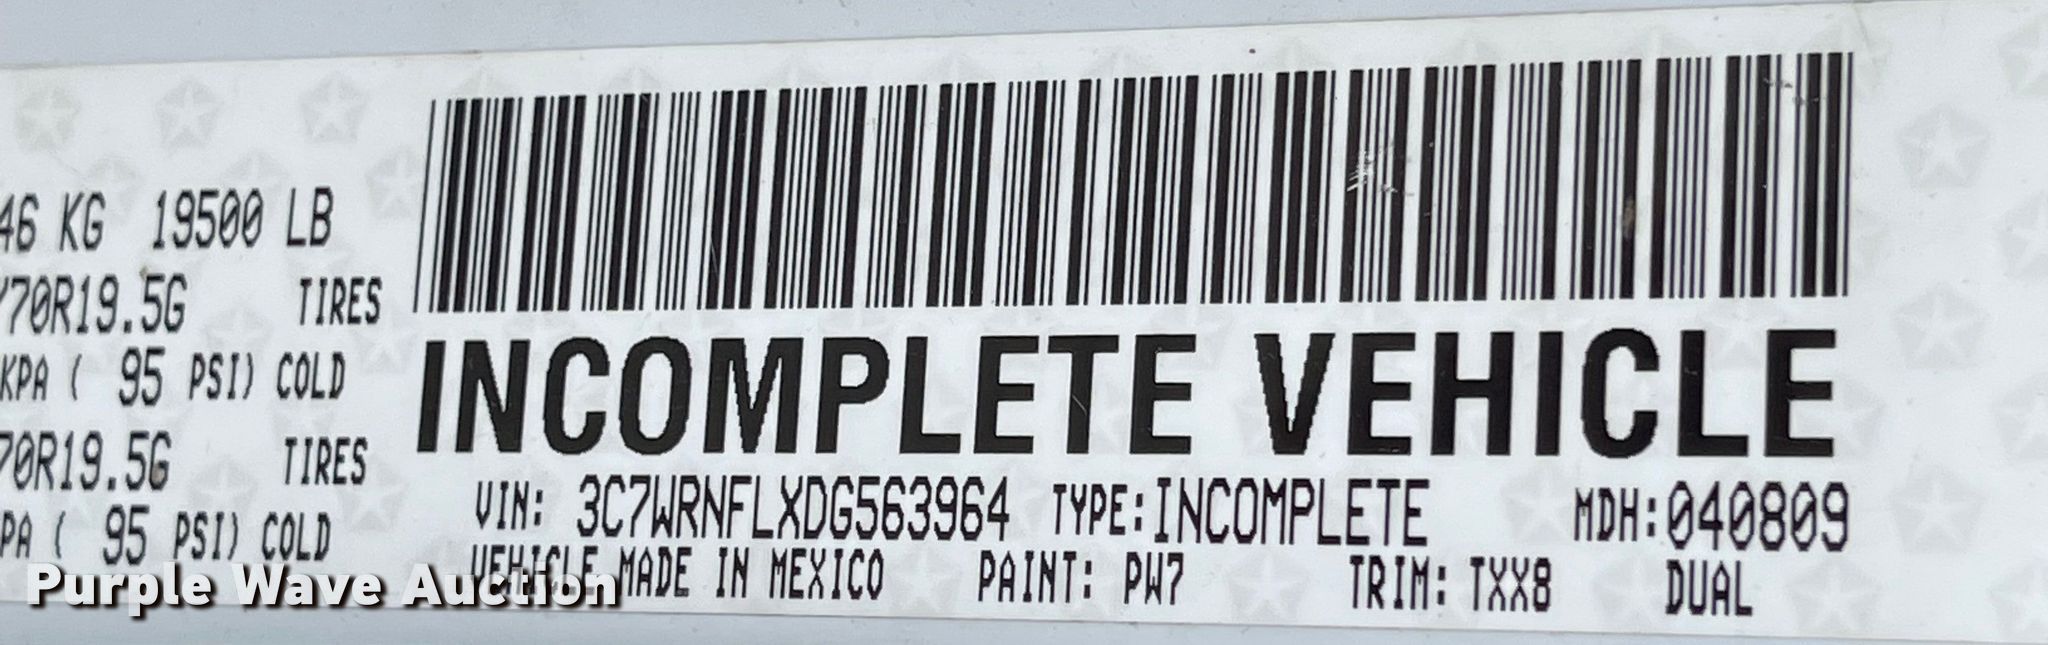 46 KG 19500 LB
70R19.5G TIRES
KPA ( 95 PSI) COLD
70R19.5G TIRES
PA ( 95 PSI) COLD
INCOMPLETE VEHICLE
VIN: 3C7WRNFLXDG563964 TYPE:INCOMPLETE MDH:040809
VEHICLE MADE IN MEXICO PAINT: PW7 TRIM: TXX8 DUAL
Purple Wave Auction